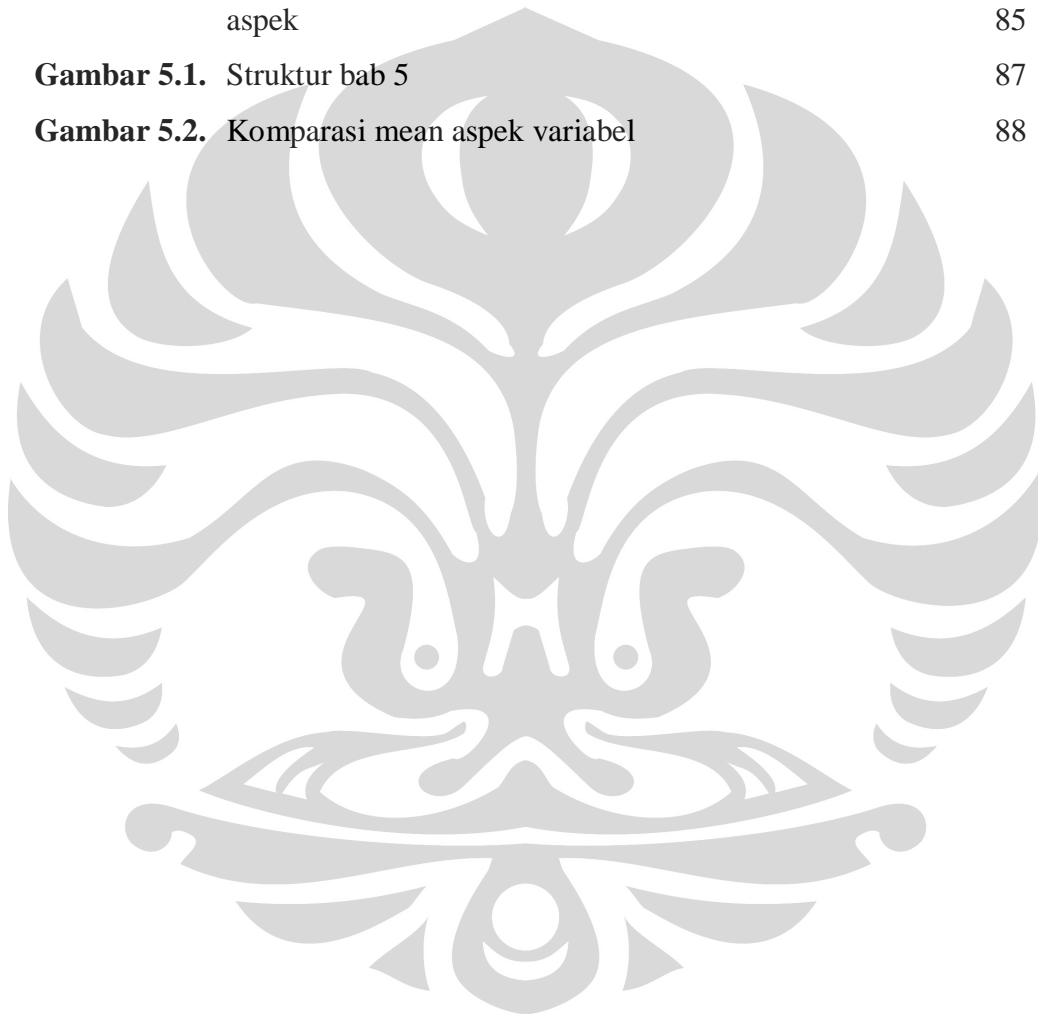 aspek 85
Gambar 5.1. Struktur bab 5 87
Gambar 5.2. Komparasi mean aspek variabel 88